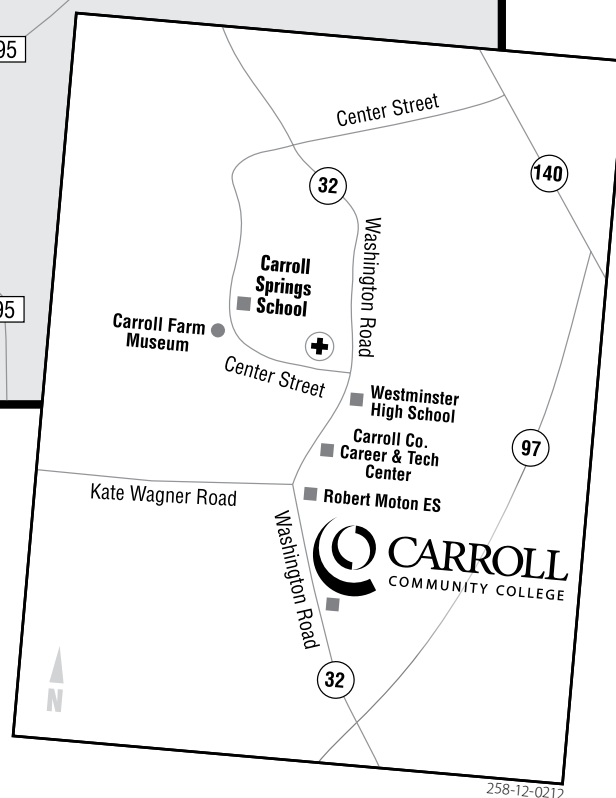 95
Center Street
140
32
Washington Road
Carroll
Springs
School
95
Carroll Farm
Museum
Center Street
Westminster
High School
Carroll Co.
Career & Tech
Center
97
Kate Wagner Road
Robert Moton ES
Washington Road
CARROLL
COMMUNITY COLLEGE
32
N
258-12-0212